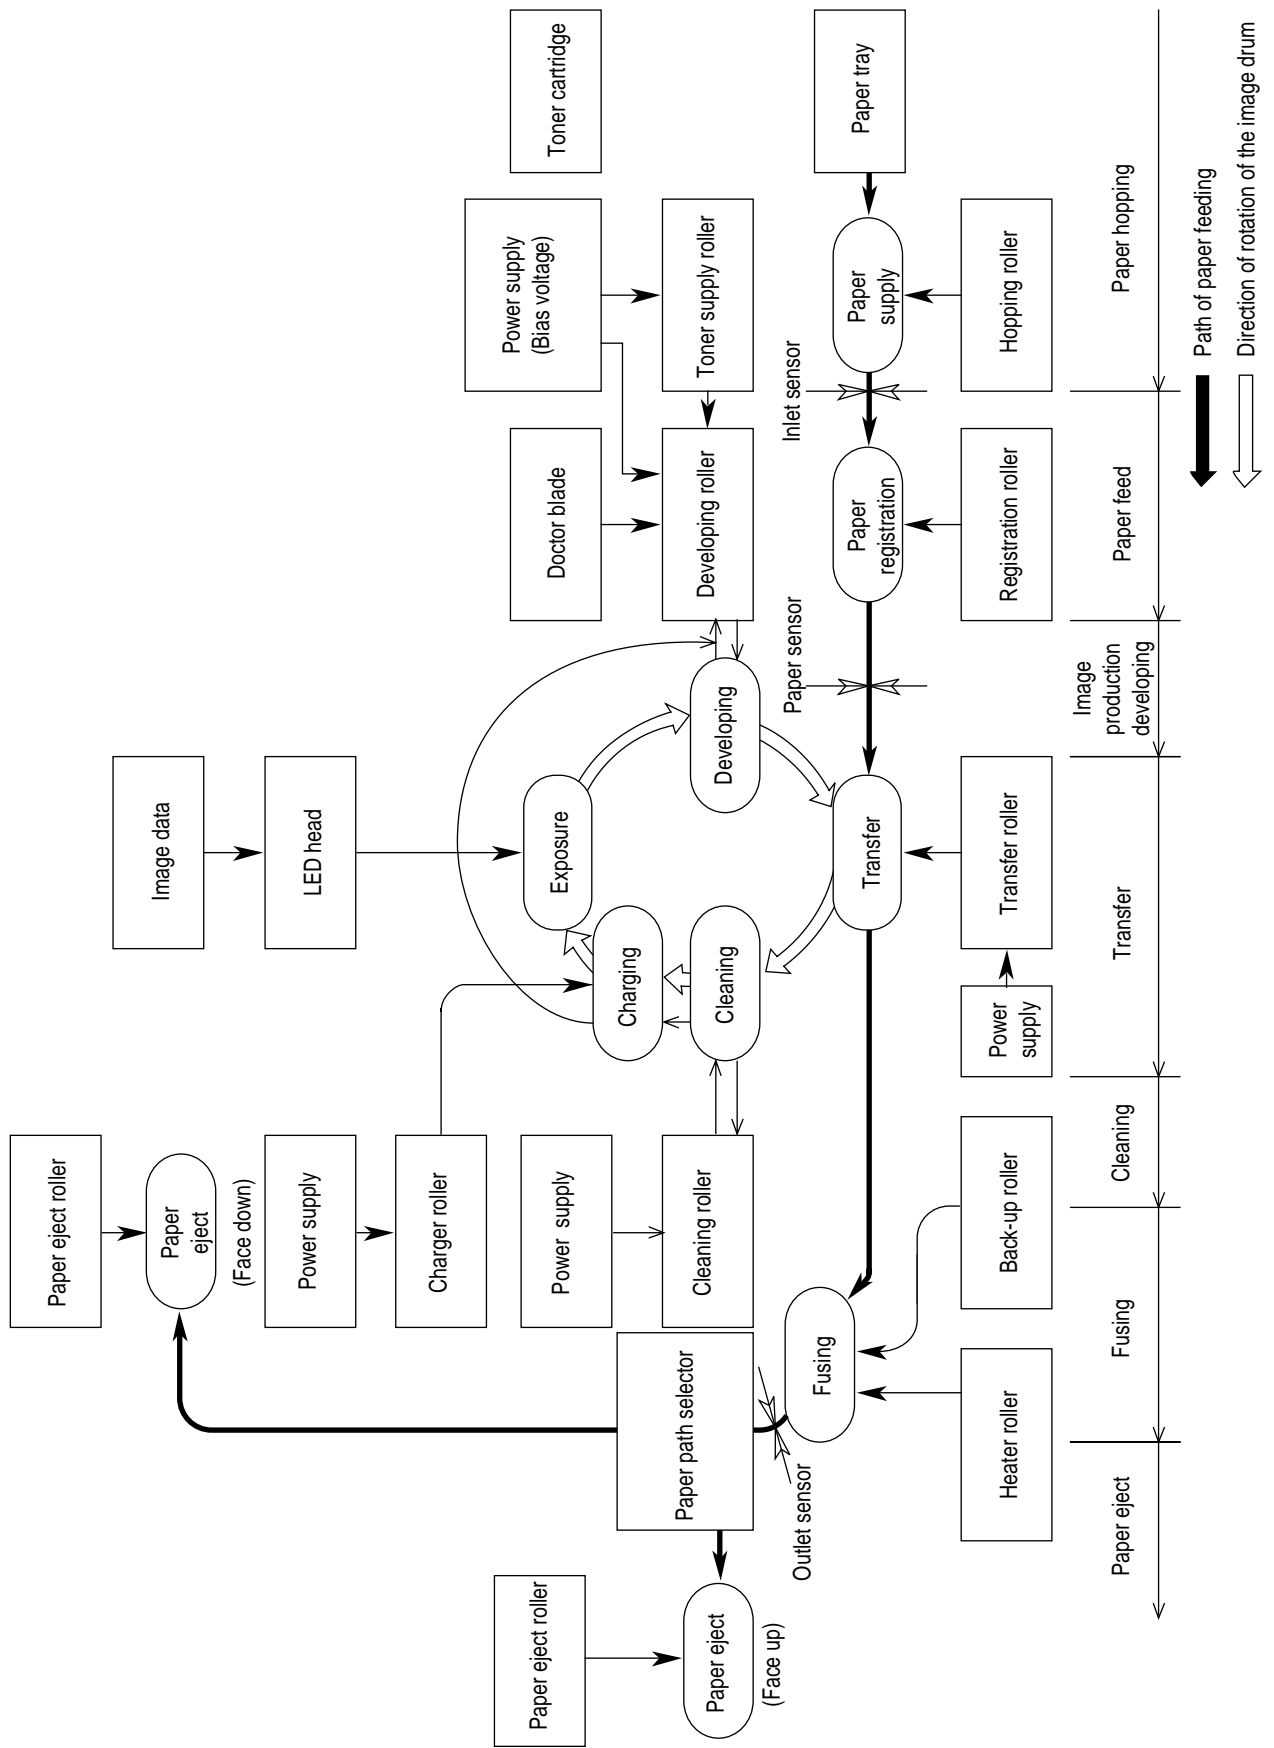 Paper eject roller
Paper
eject
(Face down)
Power supply
Charger roller
Power supply
Cleaning roller
Image data
LED head
Exposure
Charging
Cleaning
Developing
Transfer
Power supply
(Bias voltage)
Toner cartridge
Doctor blade
Developing roller
Toner supply roller
Paper eject roller
Paper eject
(Face up)
Paper path selector
Outlet sensor
Fusing
Paper sensor
Paper
registration
Inlet sensor
Paper
supply
Paper tray
Heater roller
Back-up roller
Power
supply
Transfer roller
Registration roller
Hopping roller
Paper eject
Fusing
Cleaning
Transfer
Image
production
developing
Paper feed
Paper hopping
Path of paper feeding
Direction of rotation of the image drum